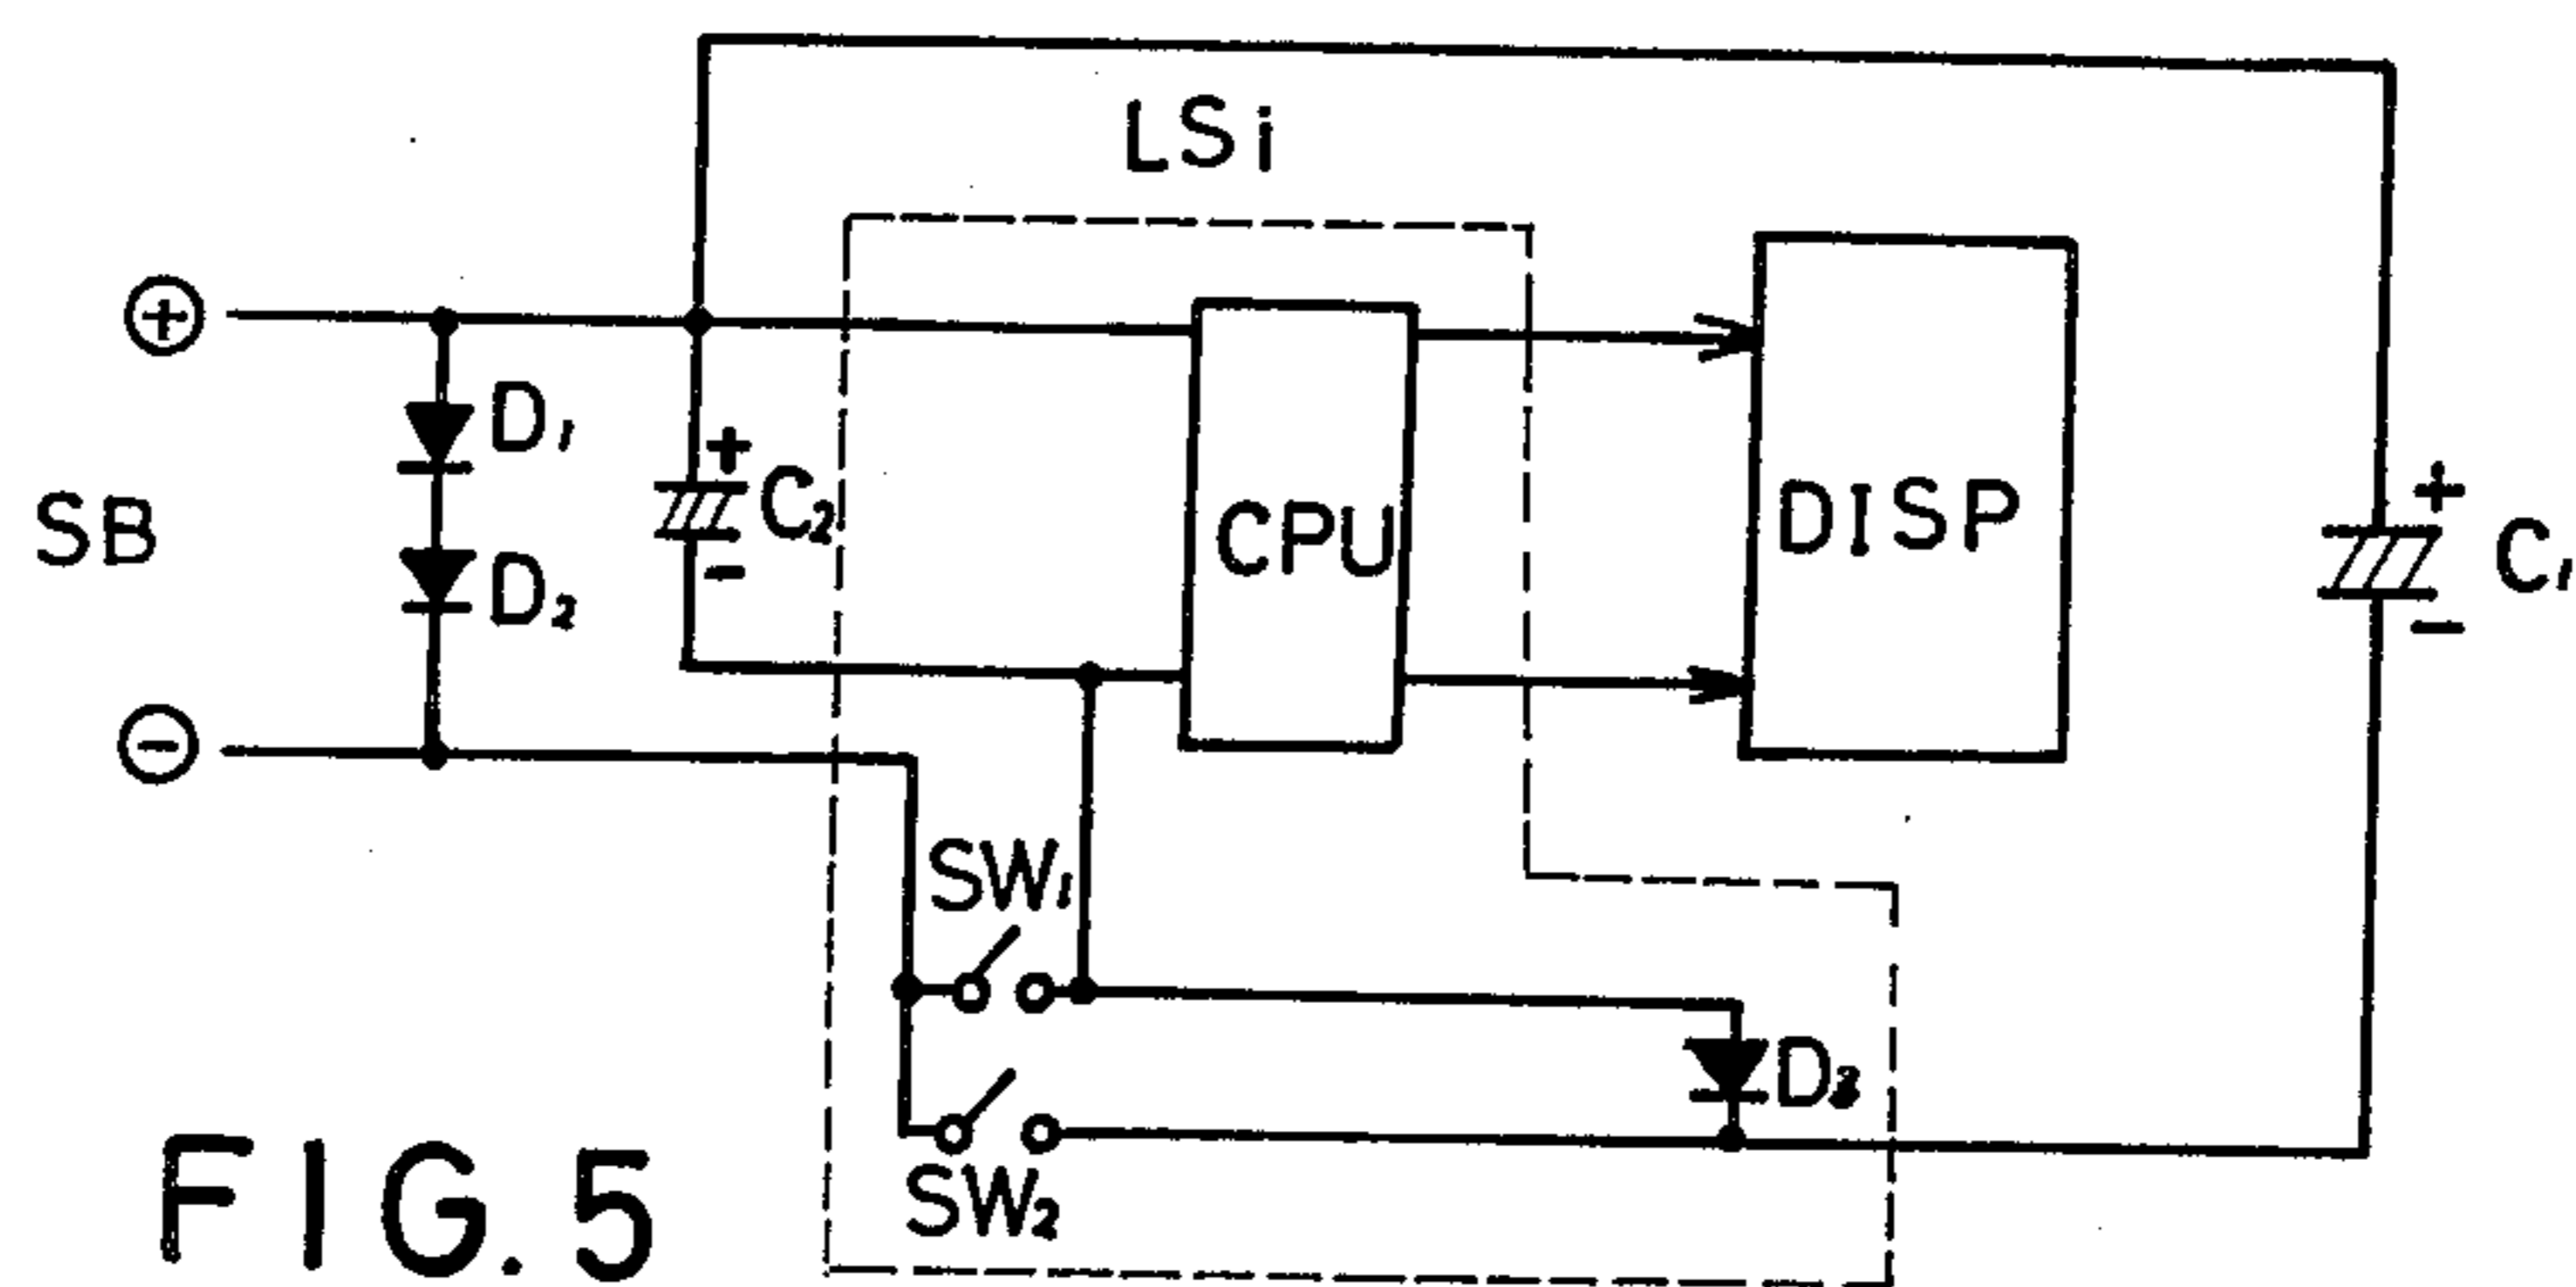 LSi
+
D1
+
C2
SB
-
D2
CPU
DISP
+
C1
-
-
SW1
D3
SW2
FIG. 5